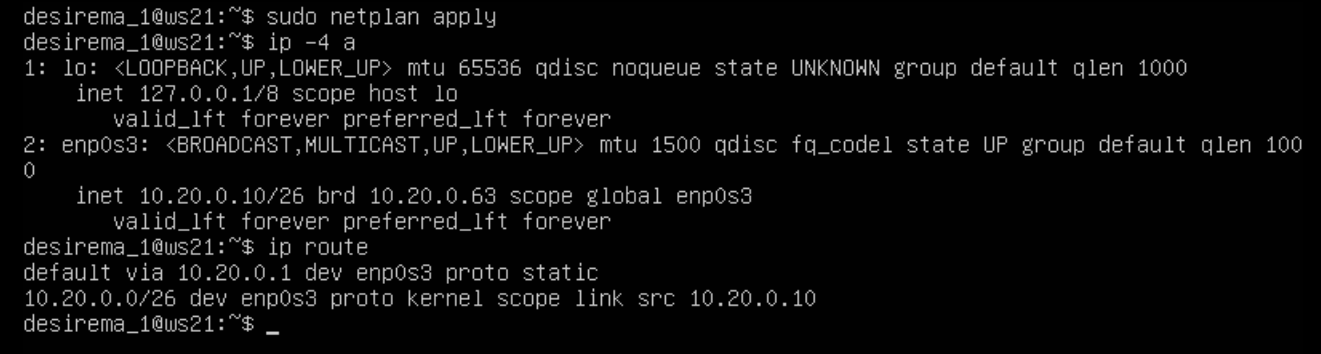 desirema_1@ws21:~$ sudo netplan apply
desirema_1@ws21:~$ ip -4 a
1: lo: <LOOPBACK,UP,LOWER_UP> mtu 65536 qdisc noqueue state UNKNOWN group default qlen 1000
    inet 127.0.0.1/8 scope host lo
       valid_lft forever preferred_lft forever
2: enp0s3: <BROADCAST,MULTICAST,UP,LOWER_UP> mtu 1500 qdisc fq_codel state UP group default qlen 100
0
    inet 10.20.0.10/26 brd 10.20.0.63 scope global enp0s3
       valid_lft forever preferred_lft forever
desirema_1@ws21:~$ ip route
default via 10.20.0.1 dev enp0s3 proto static
10.20.0.0/26 dev enp0s3 proto kernel scope link src 10.20.0.10
desirema_1@ws21:~$ _